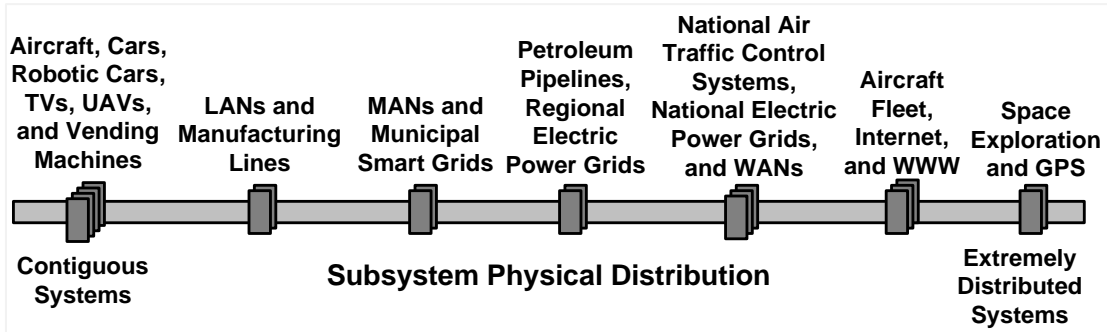 Aircraft, Cars,
Robotic Cars,
TVs, UAVs,
and Vending
Machines
LANs and
Manufacturing
Lines
MANs and
Municipal
Smart Grids
Petroleum
Pipelines,
Regional
Electric
Power Grids
National Air
Traffic Control
Systems,
National Electric
Power Grids,
and WANs
Aircraft
Fleet,
Internet,
and WWW
Space
Exploration
and GPS
Contiguous
Systems
Subsystem Physical Distribution
Extremely
Distributed
Systems